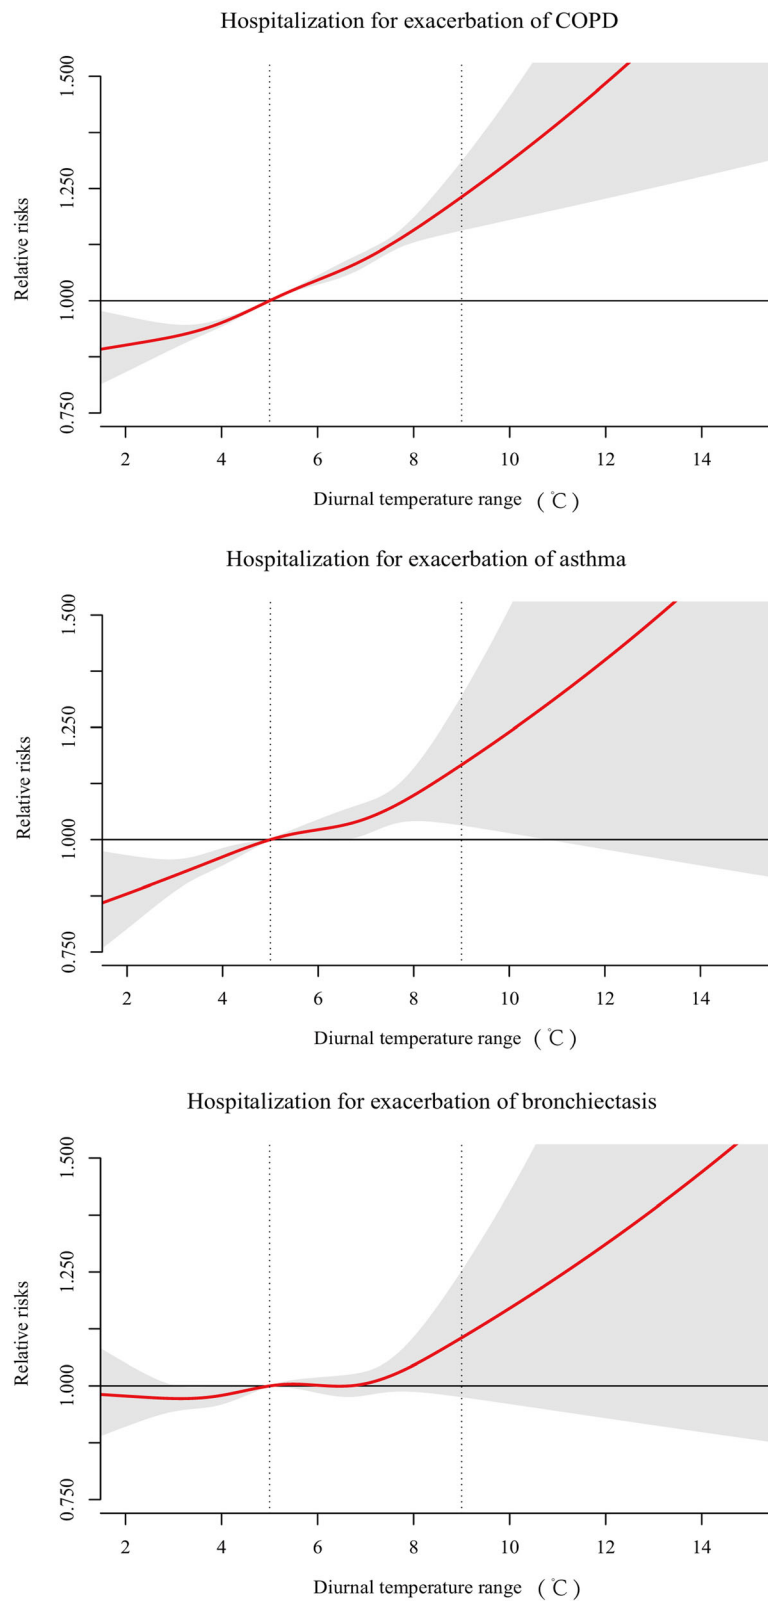 Hospitalization for exacerbation of COPD
1.500
1.250
1.000
0.750
Relative risks
2 4 6 8 10 12 14
Diurnal temperature range (℃)
Hospitalization for exacerbation of asthma
1.500
1.250
1.000
0.750
Relative risks
2 4 6 8 10 12 14
Diurnal temperature range (℃)
Hospitalization for exacerbation of bronchiectasis
1.500
1.250
1.000
0.750
Relative risks
2 4 6 8 10 12 14
Diurnal temperature range (℃)